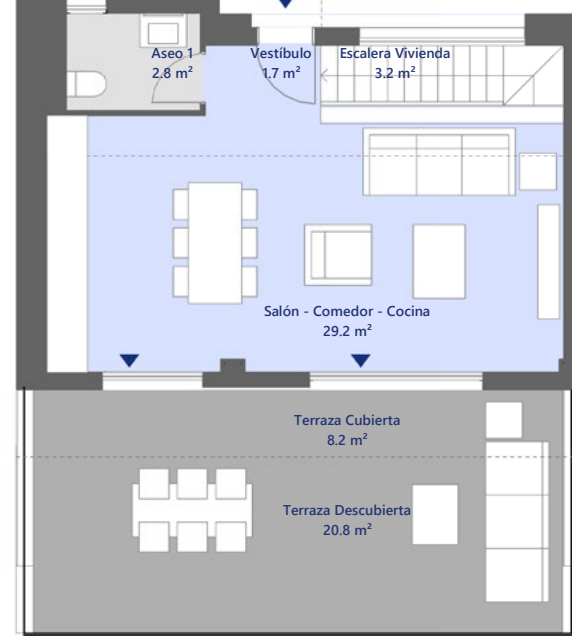 Aseo 1
2.8 m²
Vestíbulo
1.7 m²
Escalera Vivienda
3.2 m²
Salón - Comedor - Cocina
29.2 m²
Terraza Cubierta
8.2 m²
Terraza Descubierta
20.8 m²